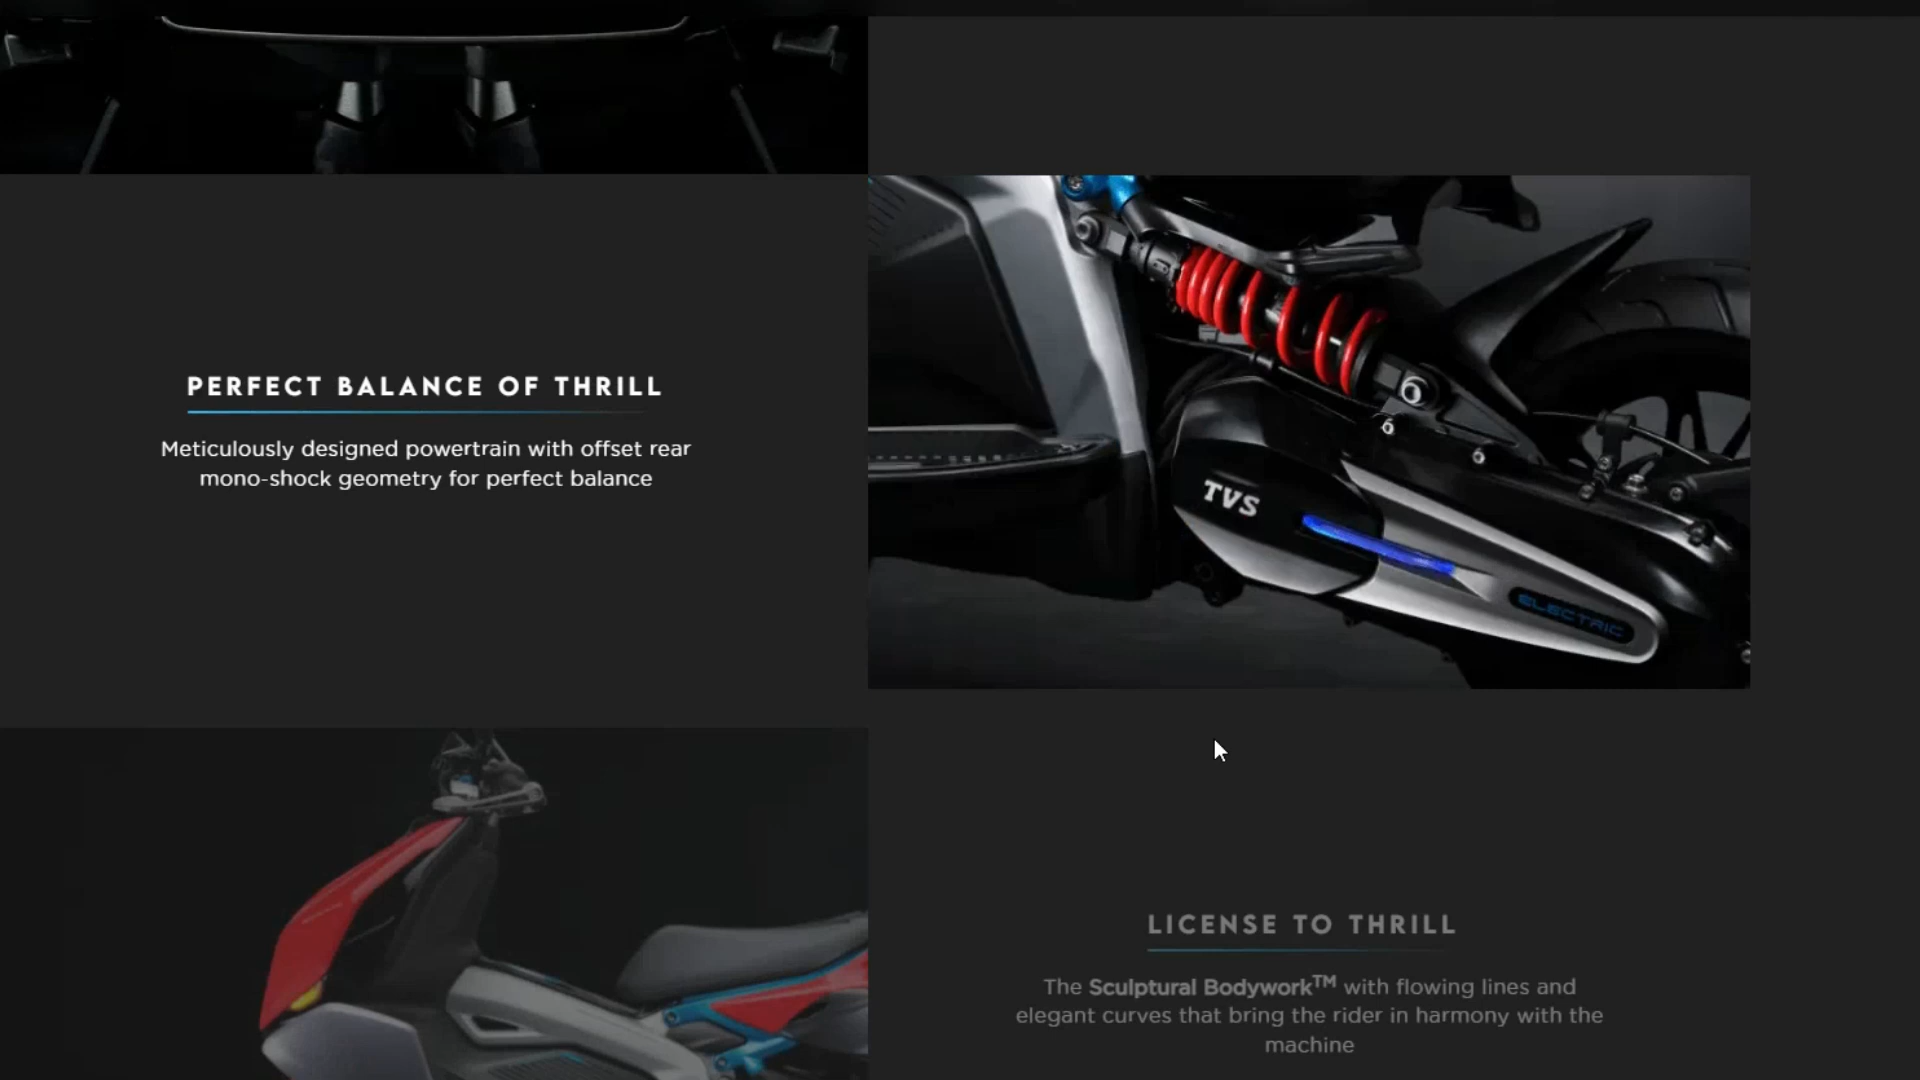 PERFECT BALANCE OF THRILL
Meticulously designed powertrain with offset rear
mono-shock geometry for perfect balance
TVS
ELECTRIC
LICENSE TO THRILL
The Sculptural Bodywork™ with flowing lines and
elegant curves that bring the rider in harmony with the
machine